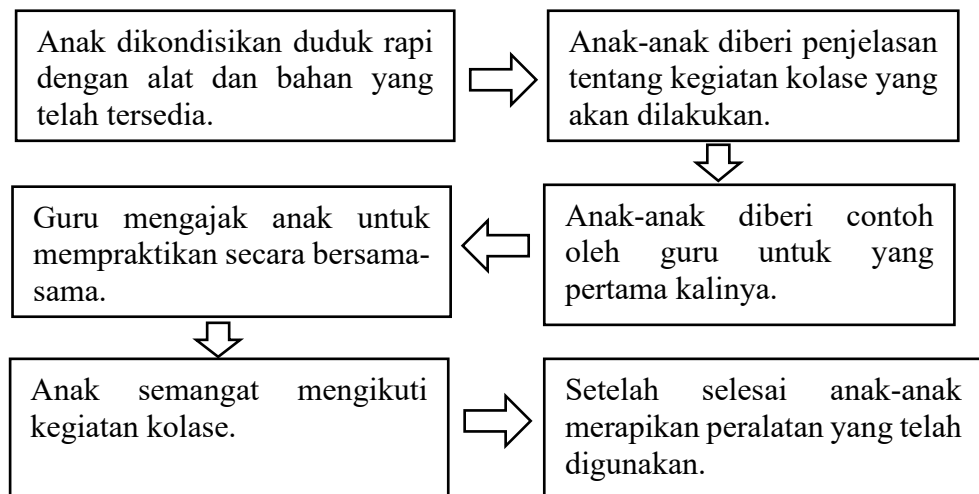 Anak dikondisikan duduk rapi
dengan alat dan bahan yang
telah tersedia.
Anak-anak diberi penjelasan
tentang kegiatan kolase yang
akan dilakukan.
Anak-anak diberi contoh
oleh guru untuk yang
pertama kalinya.
Guru mengajak anak untuk
mempraktikan secara bersama-
sama.
Anak semangat mengikuti
kegiatan kolase.
Setelah selesai anak-anak
merapikan peralatan yang telah
digunakan.